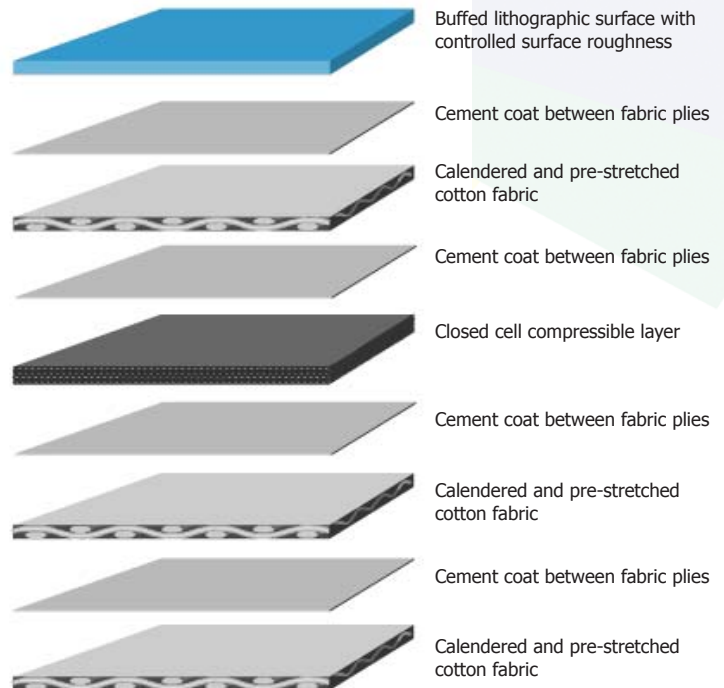 Buffed lithographic surface with
controlled surface roughness
Cement coat between fabric plies
Calendered and pre-stretched
cotton fabric
Cement coat between fabric plies
Closed cell compressible layer
Cement coat between fabric plies
Calendered and pre-stretched
cotton fabric
Cement coat between fabric plies
Calendered and pre-stretched
cotton fabric